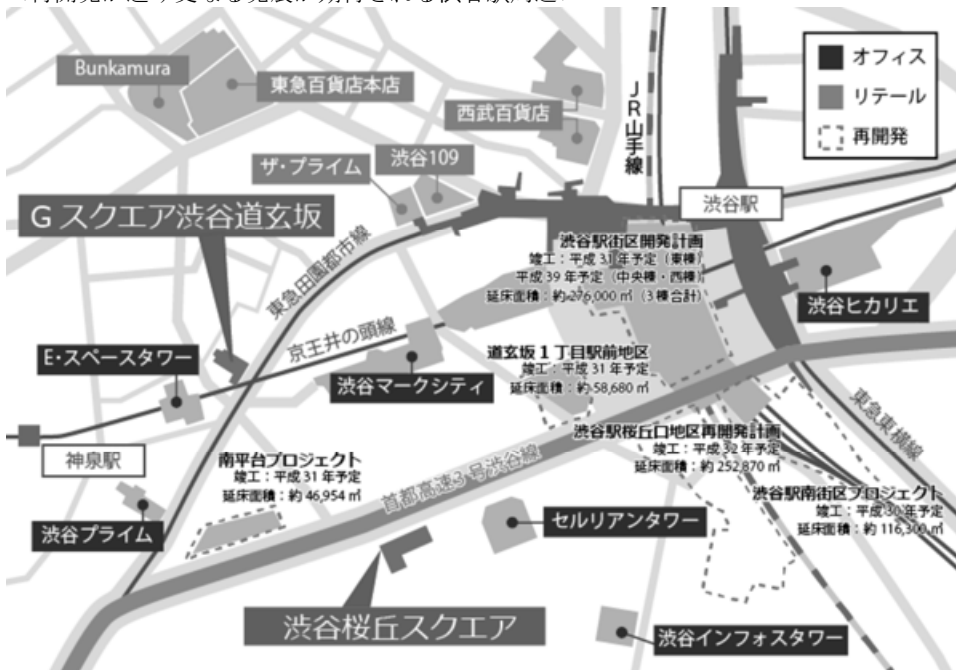 Bunkamura
東急百貨店本店
西武百貨店
JR山手線
オフィス
リテール
再開発
ザ・プライム
渋谷109
渋谷駅
Gスクエア渋谷道玄坂
東急田園都市線
渋谷駅街区開発計画
竣工:平成31年予定(東棟)
平成39年予定(中央棟・西棟)
延床面積:約276,000㎡(3棟合計)
渋谷ヒカリエ
京王井の頭線
E・スペースタワー
渋谷マークシティ
道玄坂1丁目駅前地区
竣工:平成31年予定
延床面積:約58,680㎡
東急東横線
渋谷駅桜丘口地区再開発計画
竣工:平成32年予定
延床面積:約252,870㎡
神泉駅
南平台プロジェクト
竣工:平成31年予定
延床面積:約46,954㎡
首都高速3号渋谷線
渋谷駅南街区プロジェクト
竣工:平成30年予定
延床面積:約116,300㎡
渋谷プライム
セルリアンタワー
渋谷桜丘スクエア
渋谷インフォスタワー